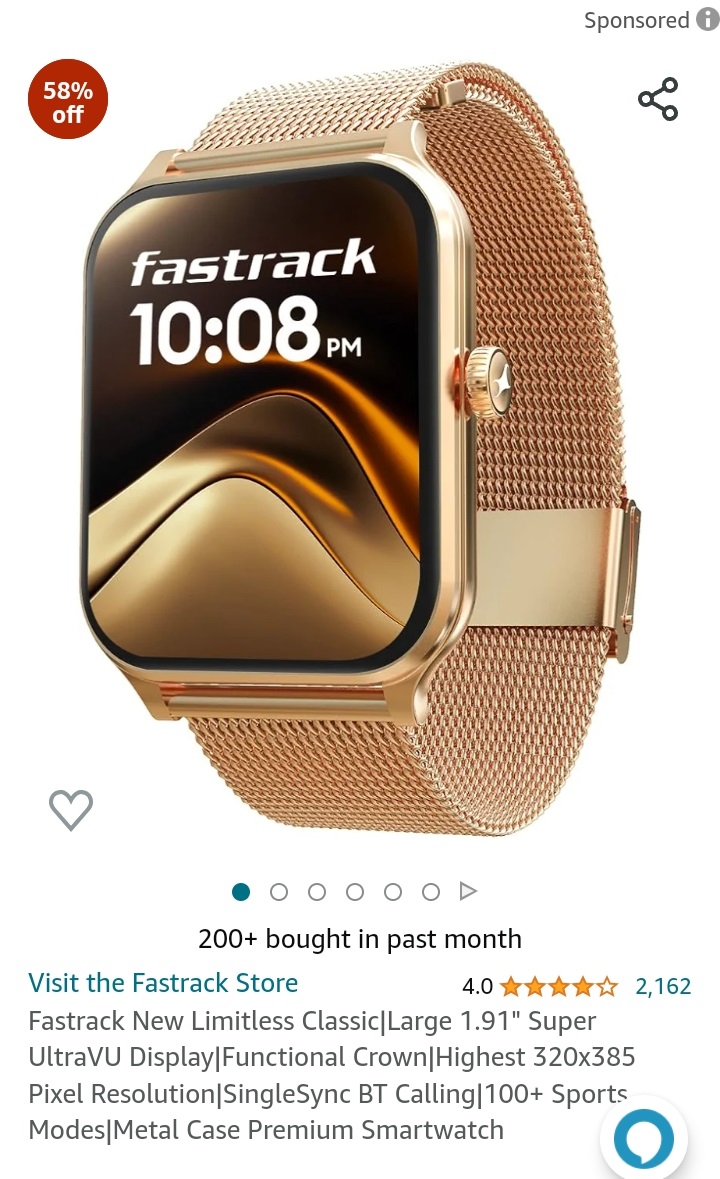 Sponsored
58%
off
fastrack
10:08 PM
200+ bought in past month
Visit the Fastrack Store
4.0
2,162
Fastrack New Limitless Classic|Large 1.91" Super
UltraVU Display|Functional Crown|Highest 320x385
Pixel Resolution|SingleSync BT Calling|100+ Sports
Modes|Metal Case Premium Smartwatch